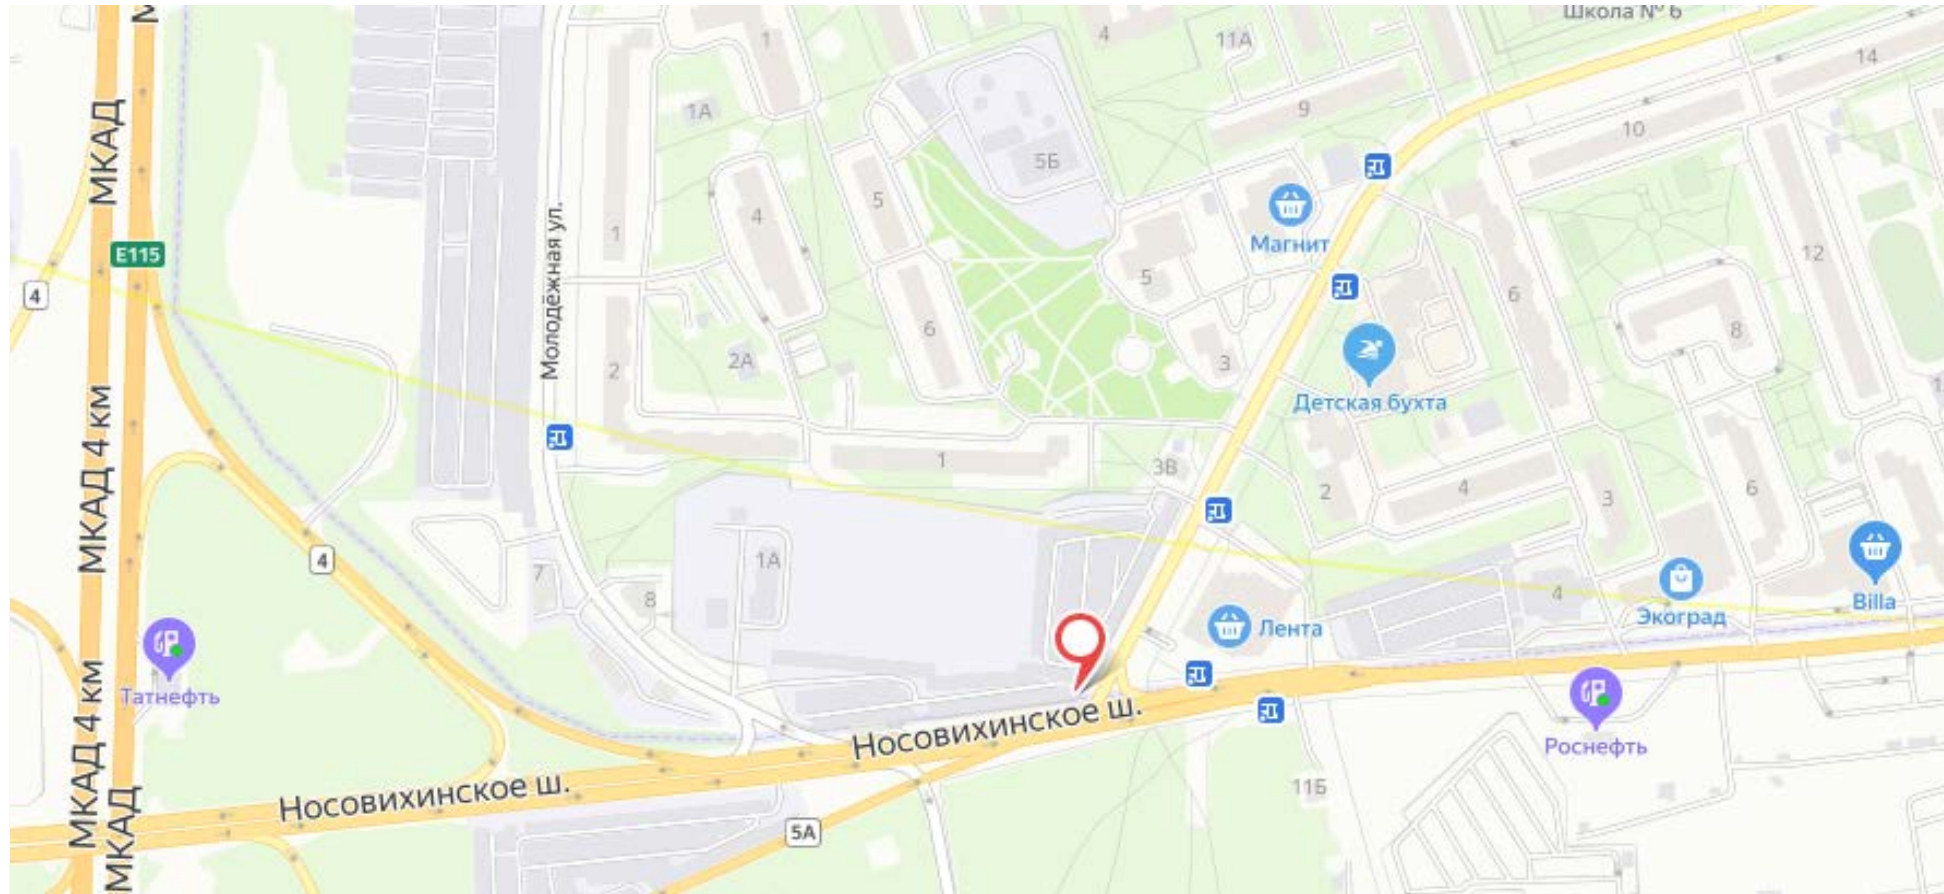 Школа № 6
4
11А
1
14
М
1А
9
10
МКАД
5Б
5
4
1
Магнит
Молодёжная ул.
E115
12
5
6
4
8
6
3
2А
2
Детская бухта
МКАД 4 км
1
3В
2
4
3
6
4
1А
7
8
4
Экоград
Billa
Лента
Татнефть
МКАД 4 км
Носовихинское ш.
Роснефть
Носовихинское ш.
11Б
5А
МКАД